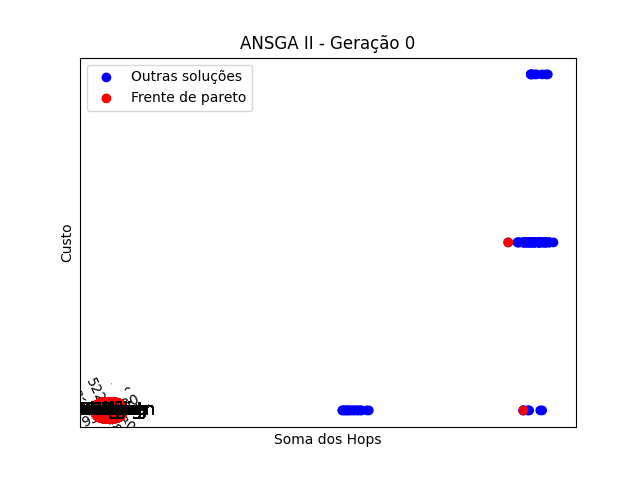 ANSGA II - Geração 0
Outras soluções
Frente de pareto
Custo
Soma dos Hops